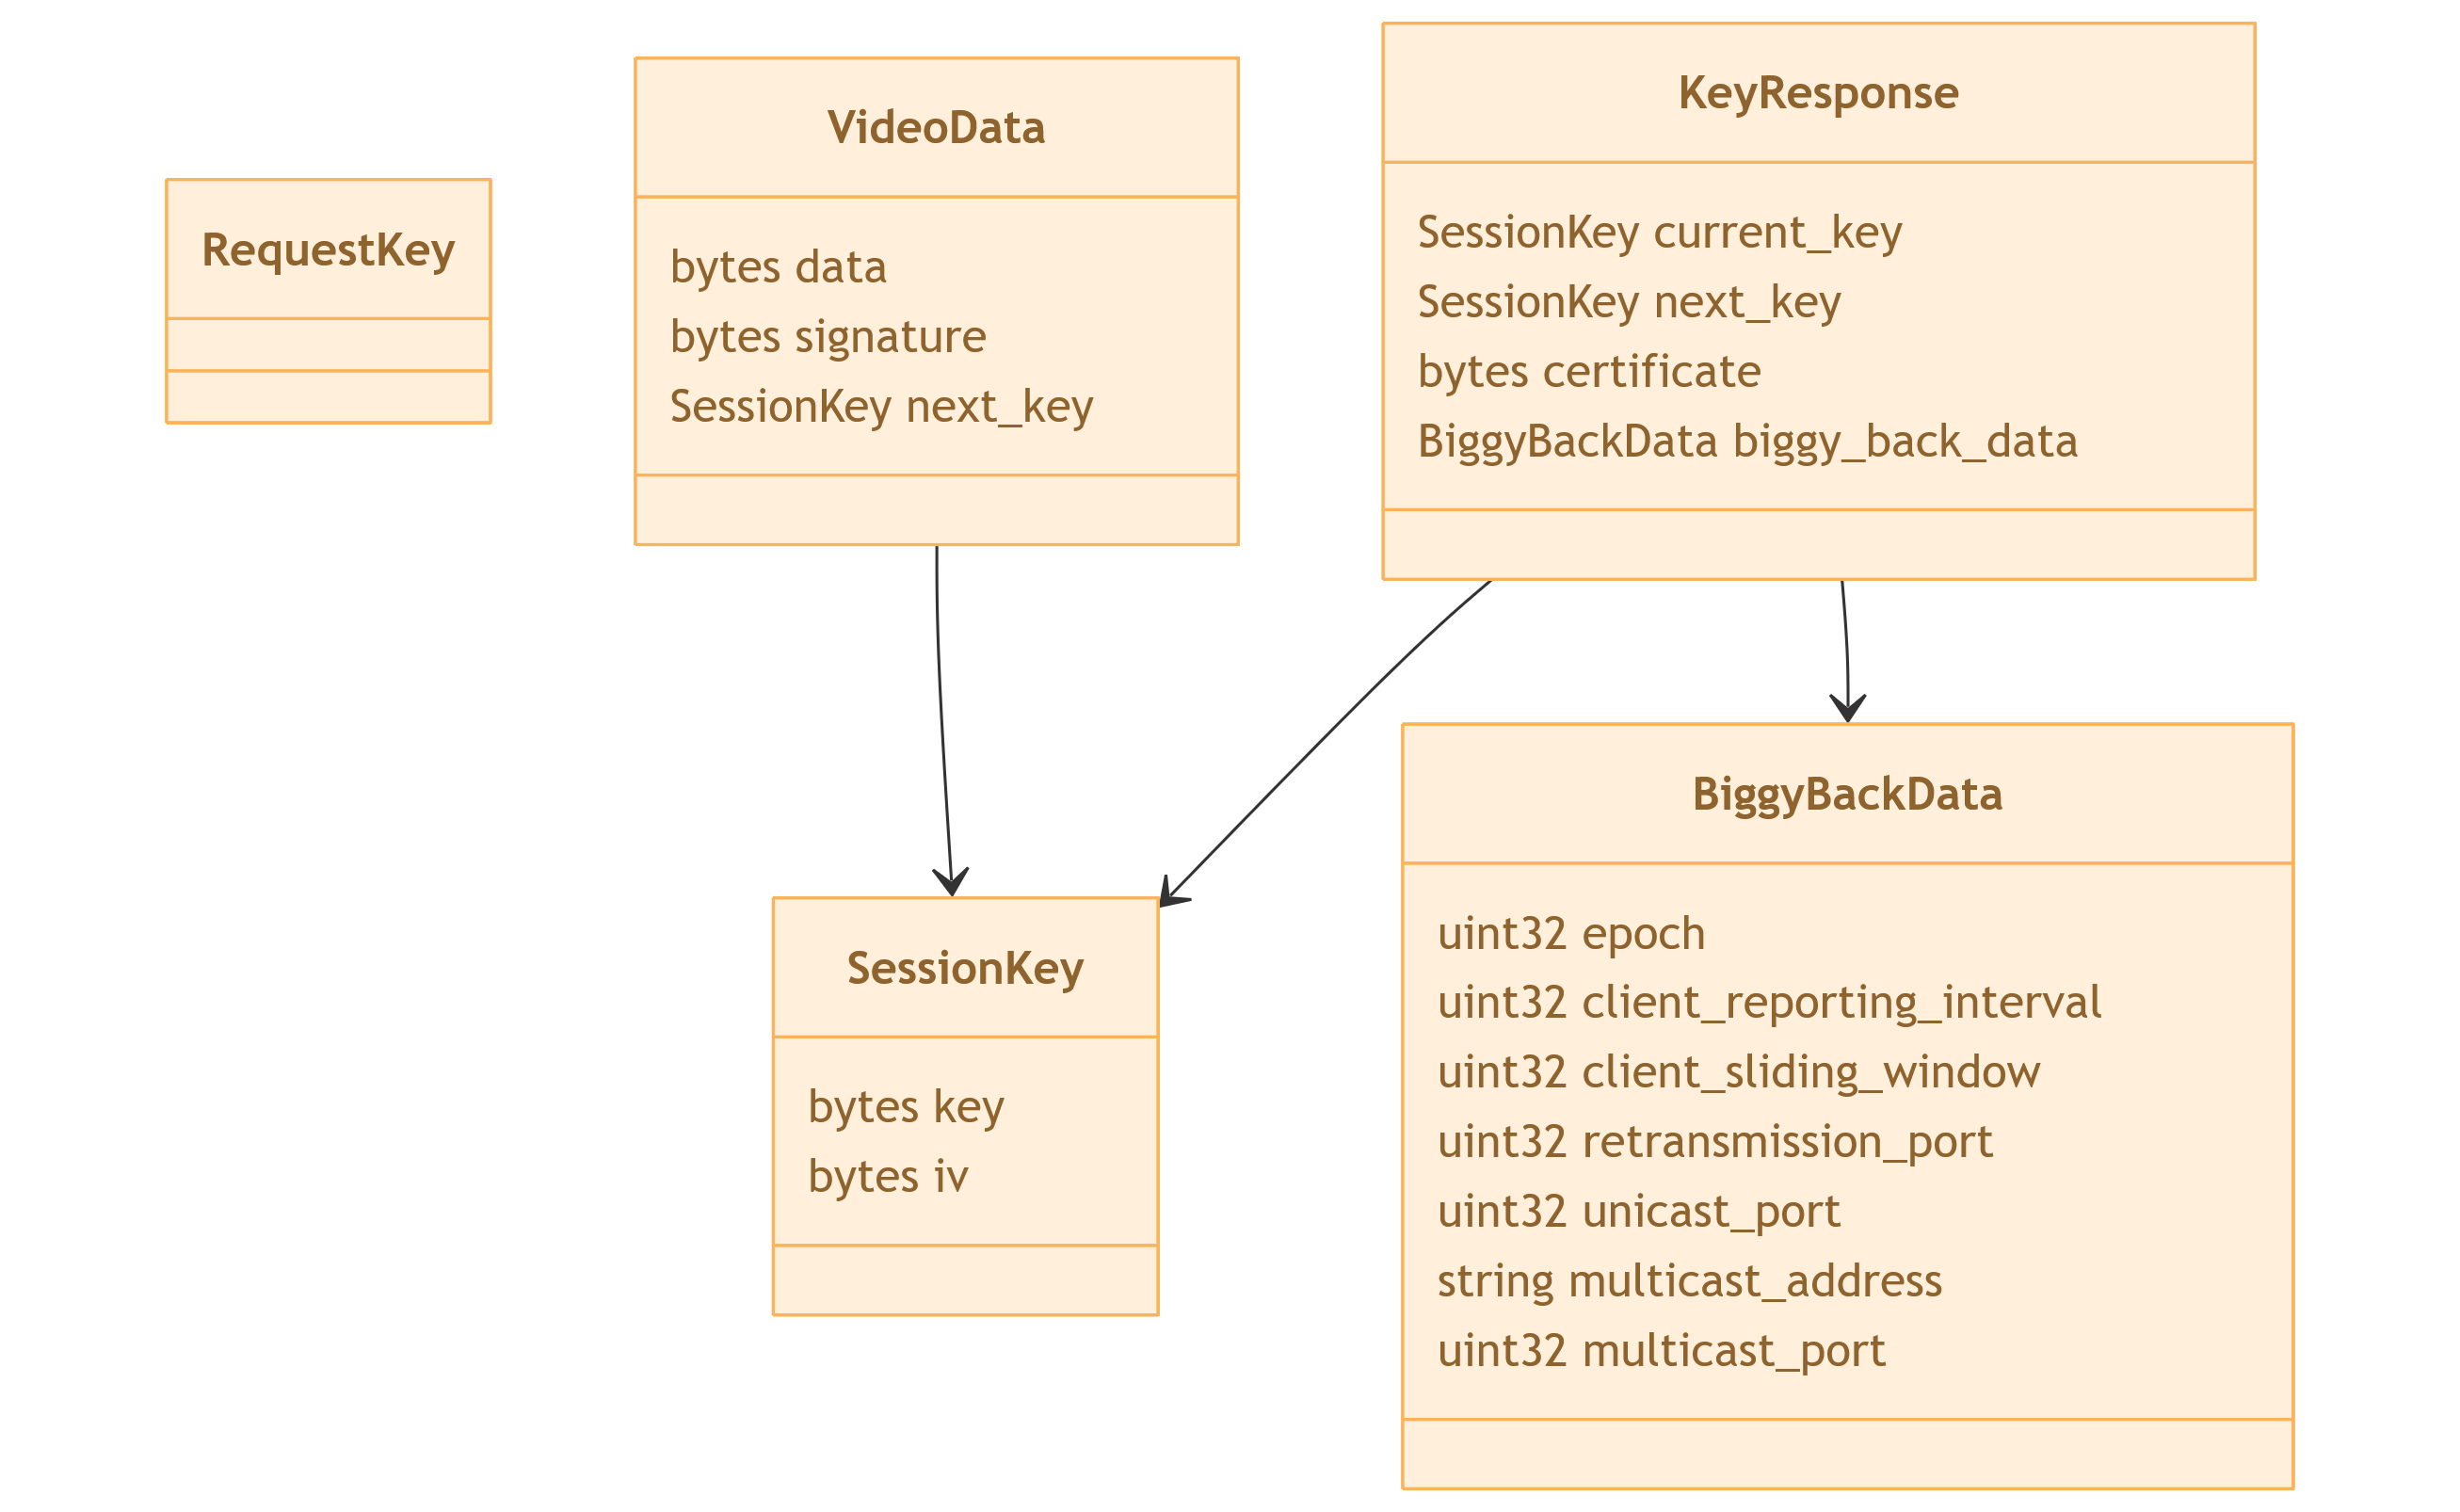 RequestKey
VideoData
bytes data
bytes signature
SessionKey next_key
KeyResponse
SessionKey current_key
SessionKey next_key
bytes certificate
BiggyBackData biggy_back_data
SessionKey
bytes key
bytes iv
BiggyBackData
uint32 epoch
uint32 client_reporting_interval
uint32 client_sliding_window
uint32 retransmission_port
uint32 unicast_port
string multicast_address
uint32 multicast_port